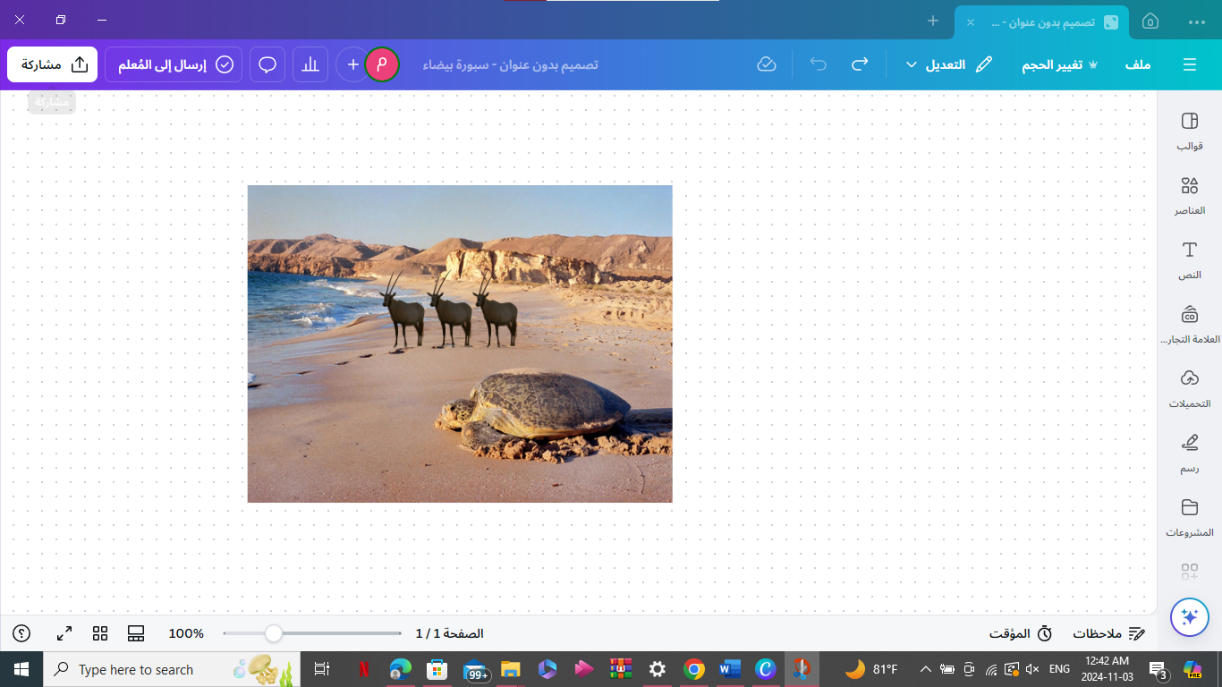 تصميم بدون عنوان - ...
ملف
تغيير الحجم
التعديل
تصميم بدون عنوان - سبورة بيضاء
إرسال إلى المُعلم
مشاركة
مشاركة
قوالب
العناصر
النص
العلامة التجار...
التحميلات
رسم
المشروعات
ملاحظات
المؤقت
الصفحة 1 / 1
100%
Type here to search
99+
81°F
ENG
12:42 AM
2024-11-03
3
PRE